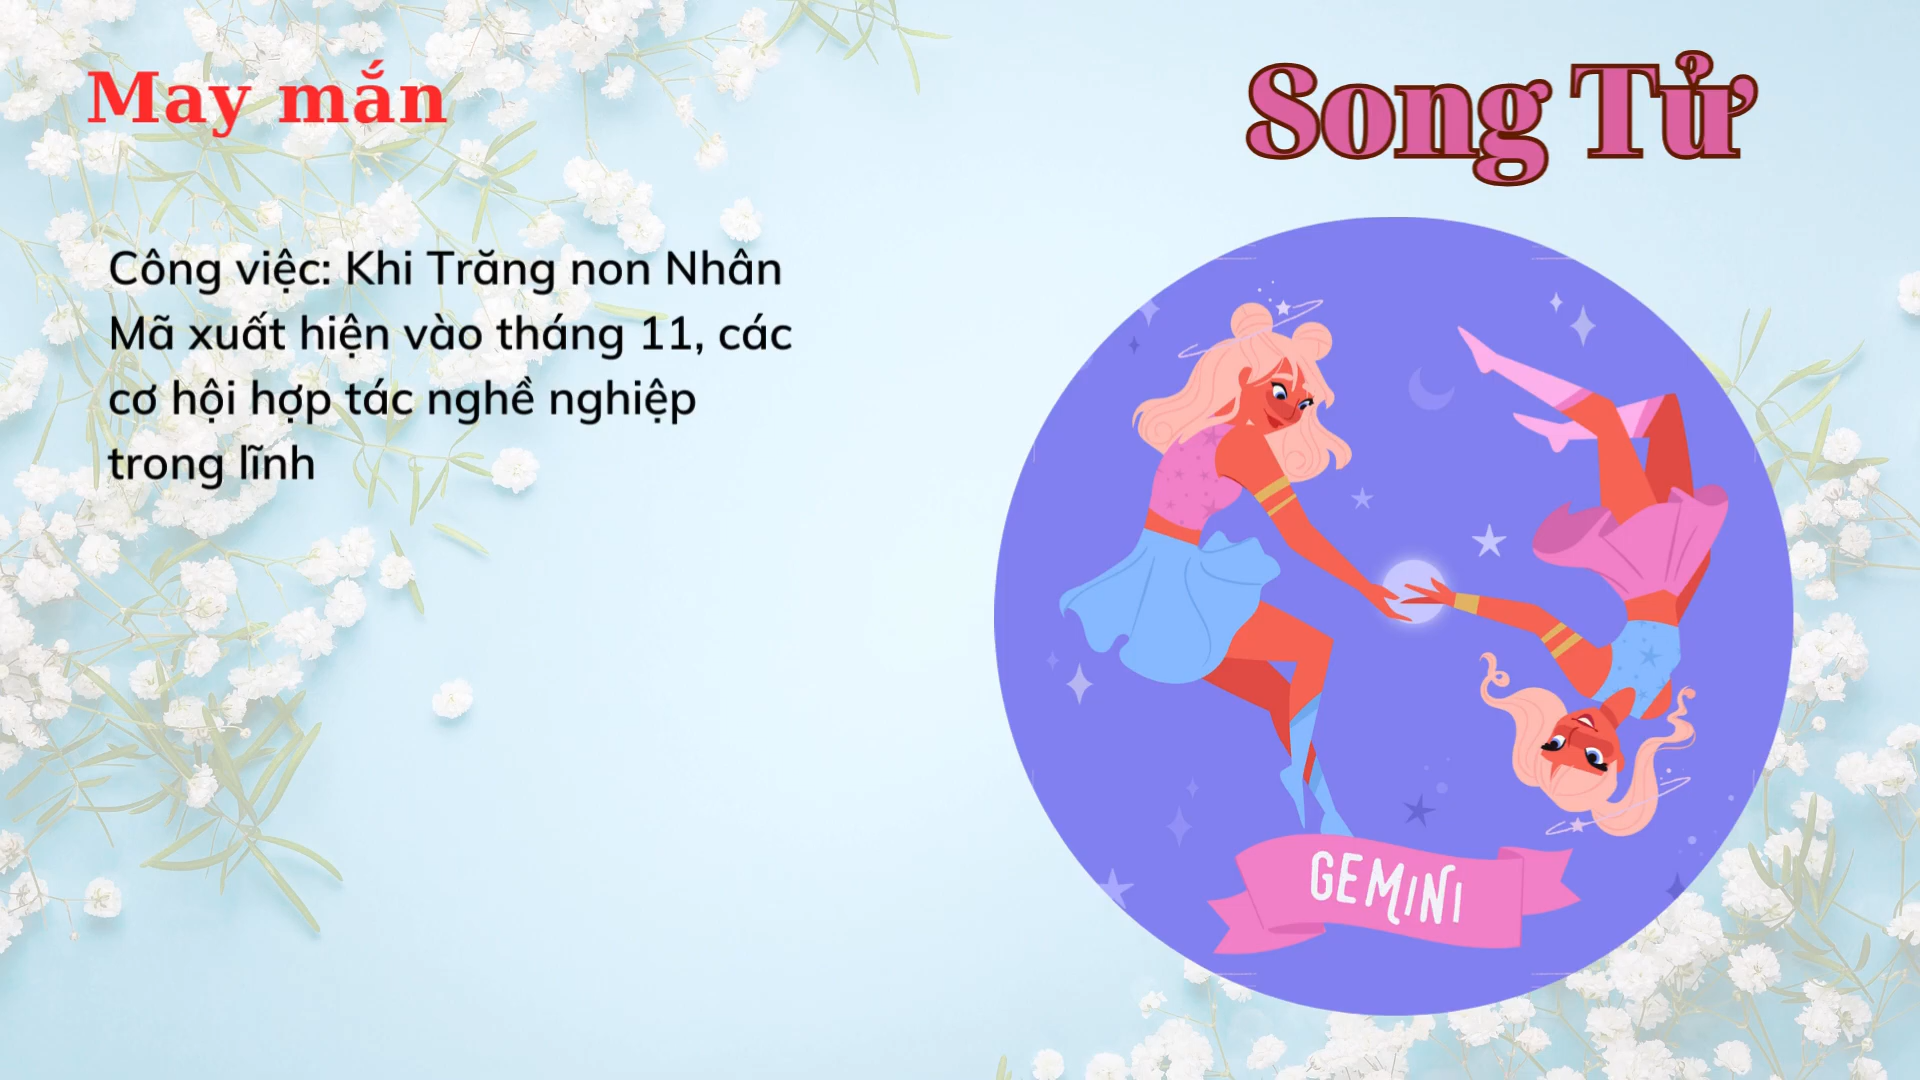 May mắn
Song Tử
Công việc: Khi Trăng non Nhân
Mã xuất hiện vào tháng 11, các
cơ hội hợp tác nghề nghiệp
trong lĩnh
GEMINI